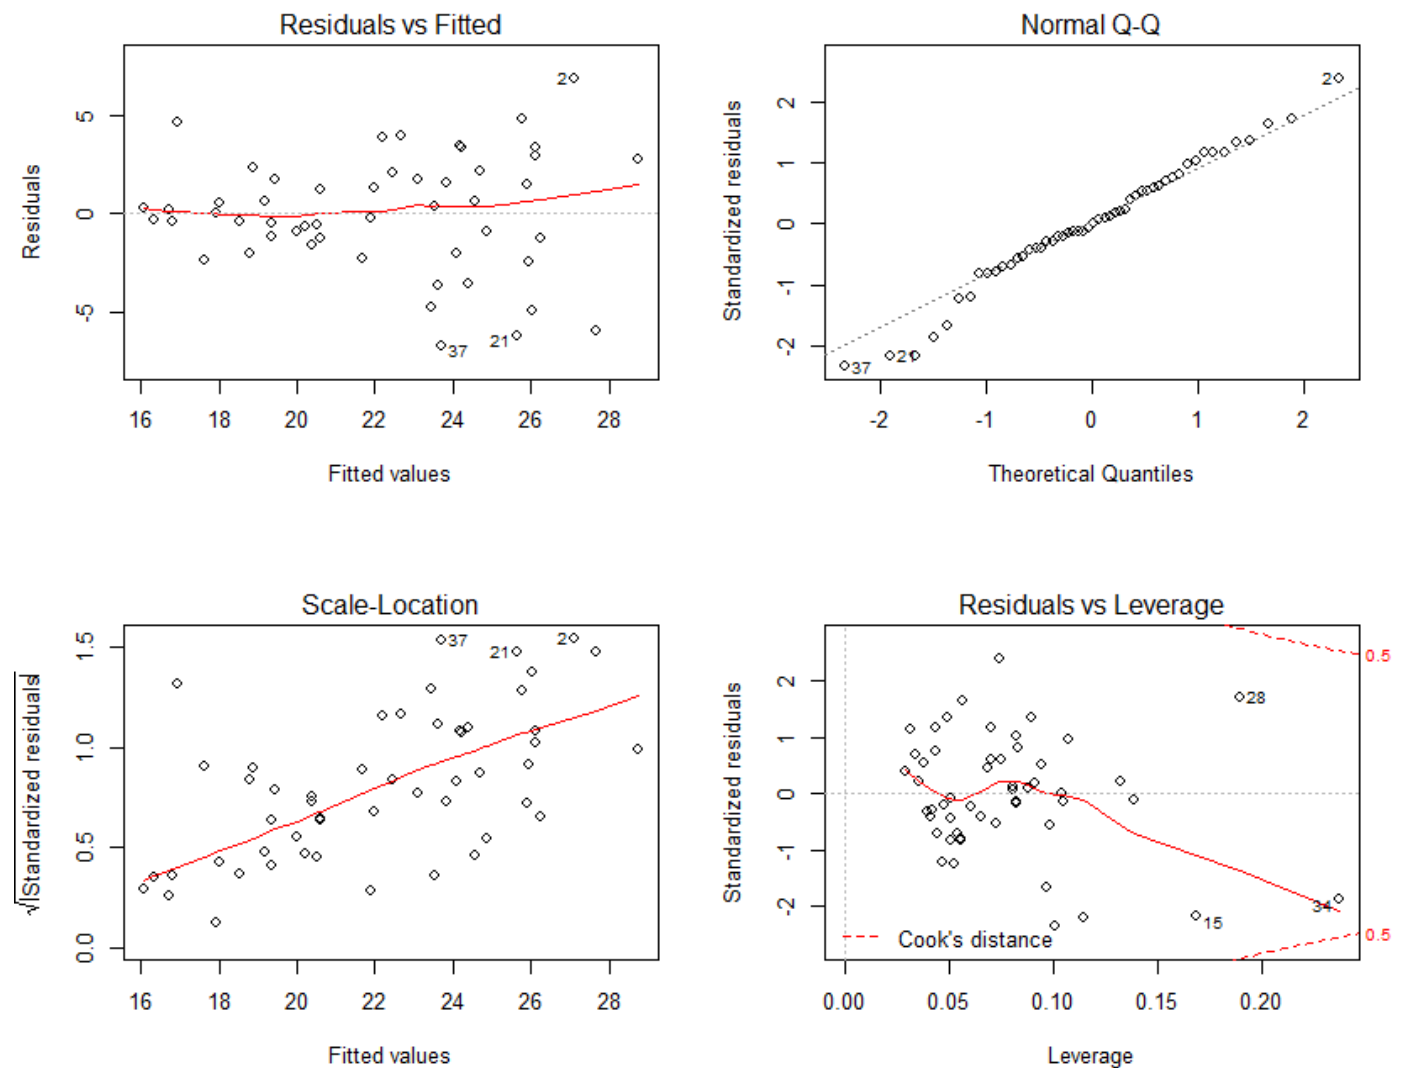 Residuals vs Fitted
Residuals
5
0
-5
2
37
21
16 18 20 22 24 26 28
Fitted values
Normal Q-Q
Standardized residuals
2
1
0
-1
-2
2
21
37
-2 -1 0 1 2
Theoretical Quantiles
Scale-Location
√|Standardized residuals|
1.5
1.0
0.5
0.0
37
21
2
16 18 20 22 24 26 28
Fitted values
Residuals vs Leverage
Standardized residuals
2
1
0
-1
-2
0.5
28
34
15
0.5
Cook's distance
0.00 0.05 0.10 0.15 0.20
Leverage